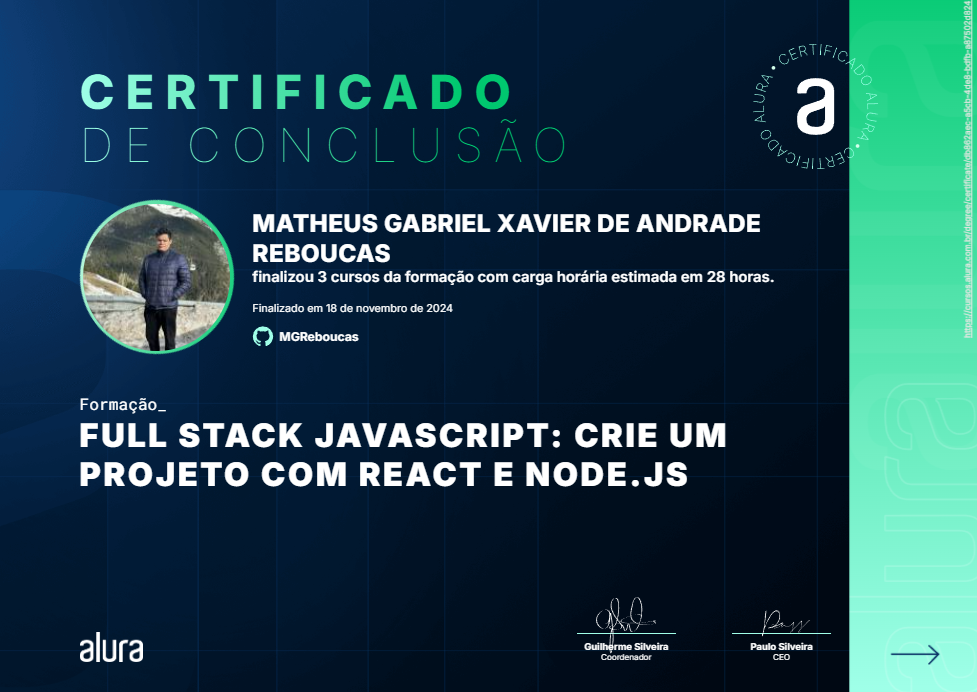 CERTIFICADO
DE CONCLUSÃO
CERTIFICADO ALURA • CERTIFICADO ALURA •
a
MATHEUS GABRIEL XAVIER DE ANDRADE
REBOUCAS
finalizou 3 cursos da formação com carga horária estimada em 28 horas.
Finalizado em 18 de novembro de 2024
MGReboucas
Formação_
FULL STACK JAVASCRIPT: CRIE UM
PROJETO COM REACT E NODE.JS
alura
Guilherme Silveira
Coordenador
Paulo Silveira
CEO
alura